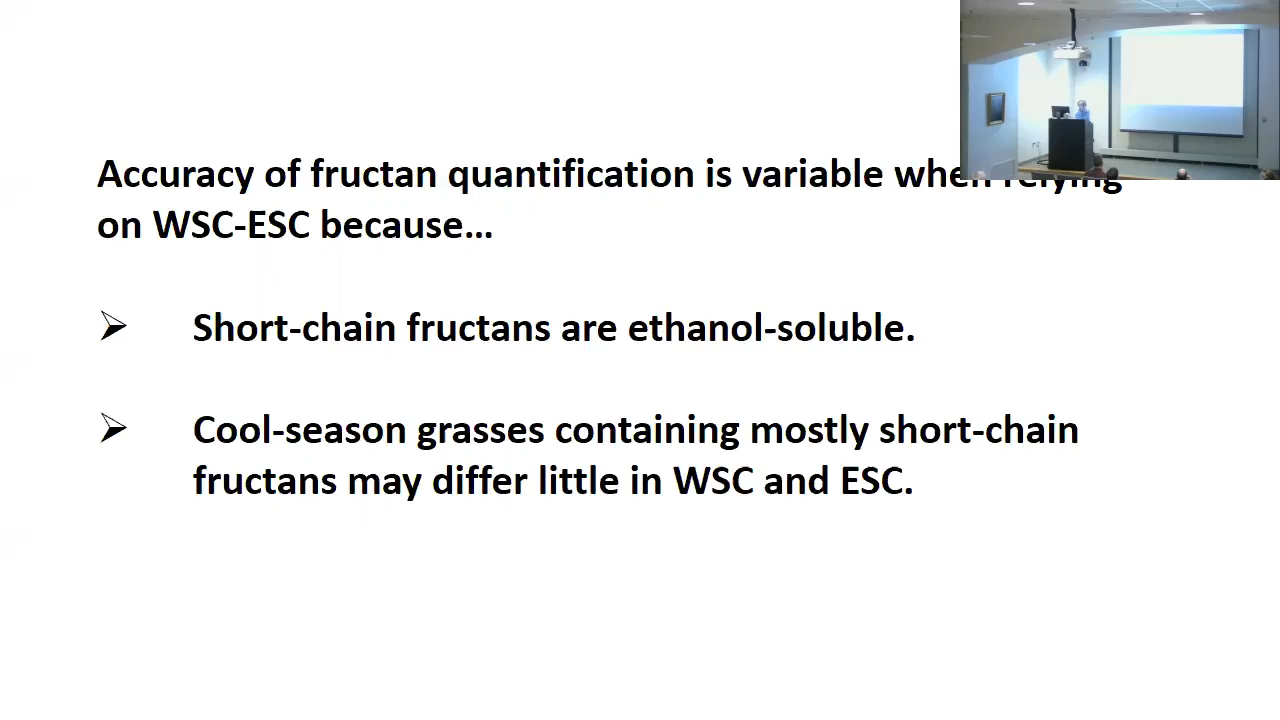 Accuracy of fructan quantification is variable when relying
on WSC-ESC because…
➢ Short-chain fructans are ethanol-soluble.
➢ Cool-season grasses containing mostly short-chain
fructans may differ little in WSC and ESC.